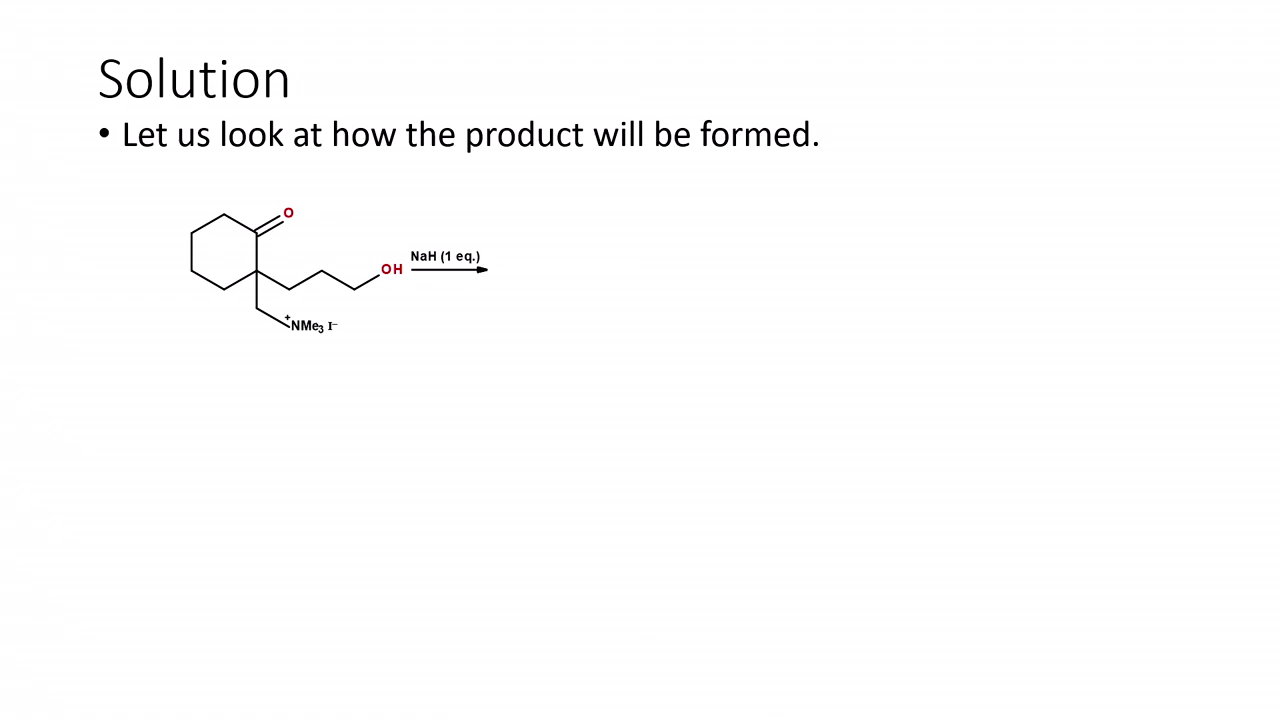 Solution
• Let us look at how the product will be formed.
O
OH
NaH (1 eq.)
+
NMe3 I−